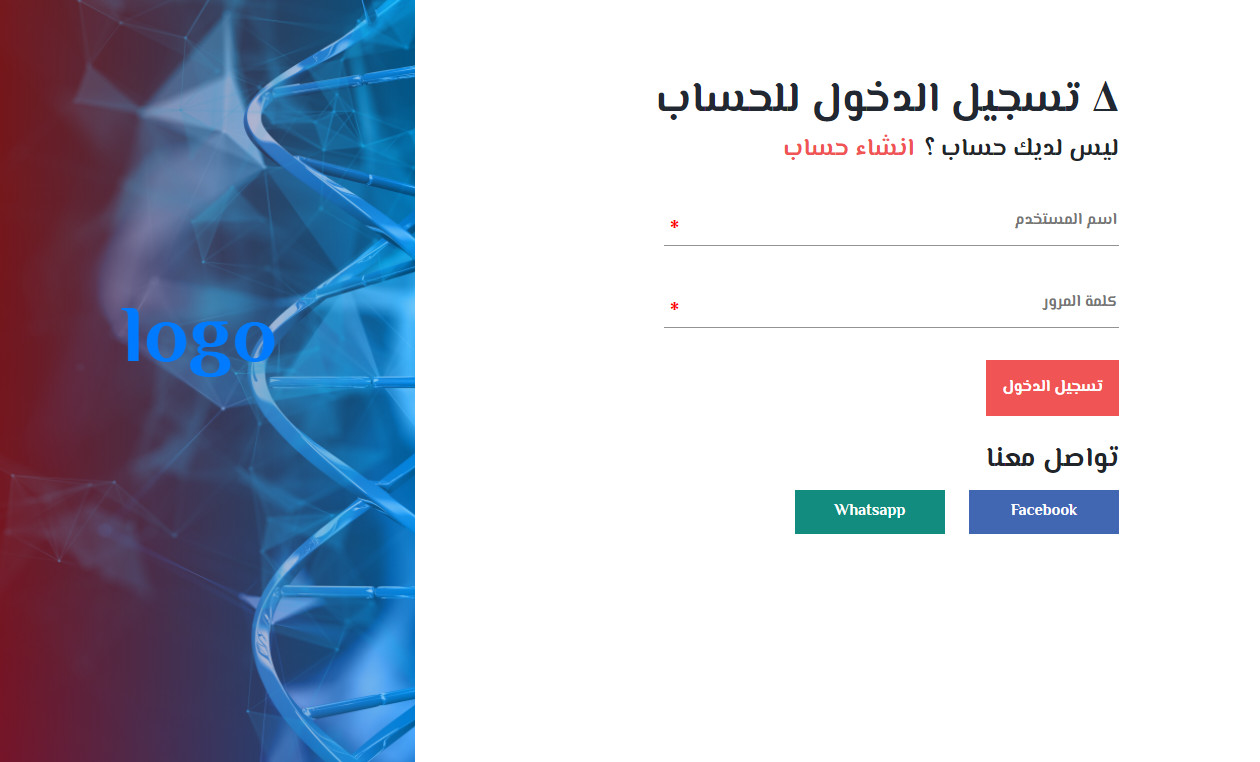 Δ تسجيل الدخول للحساب
ليس لديك حساب ؟ انشاء حساب
اسم المستخدم *
كلمة المرور *
تسجيل الدخول
تواصل معنا
Facebook Whatsapp
logo